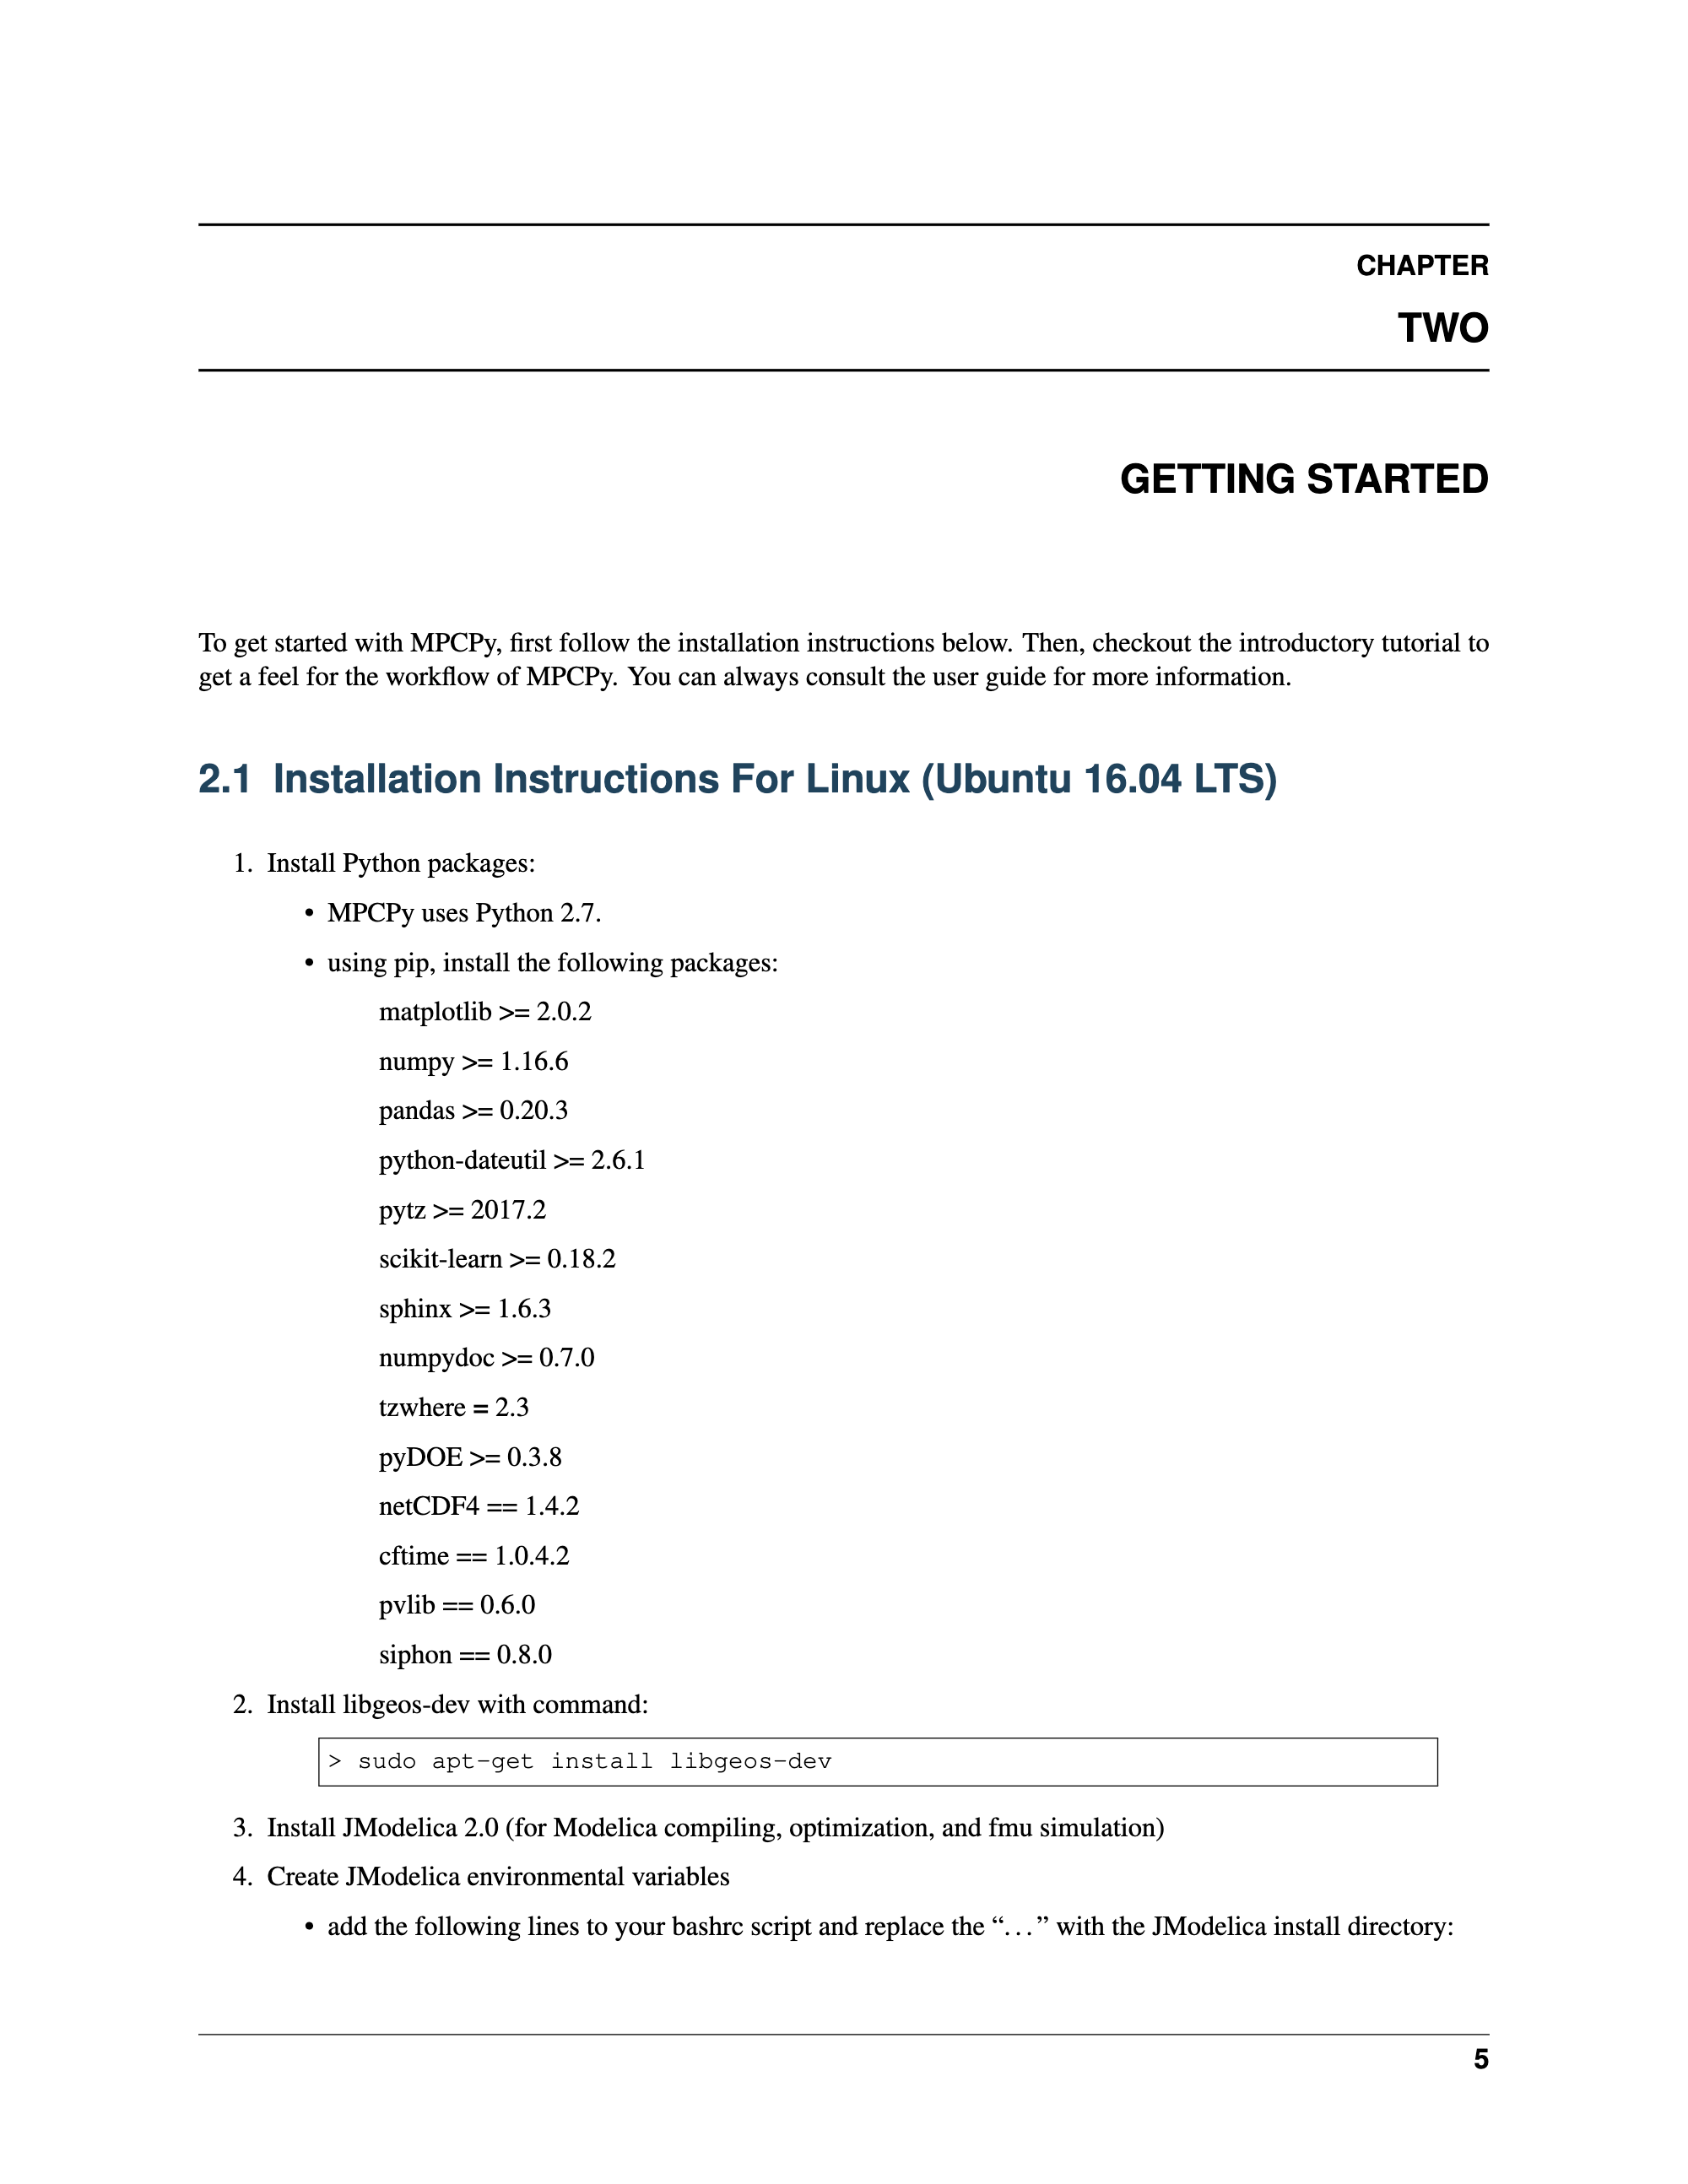 CHAPTER
TWO
GETTING STARTED
To get started with MPCPy, first follow the installation instructions below. Then, checkout the introductory tutorial to
get a feel for the workflow of MPCPy. You can always consult the user guide for more information.
2.1 Installation Instructions For Linux (Ubuntu 16.04 LTS)
1. Install Python packages:
• MPCPy uses Python 2.7.
• using pip, install the following packages:
matplotlib >= 2.0.2
numpy >= 1.16.6
pandas >= 0.20.3
python-dateutil >= 2.6.1
pytz >= 2017.2
scikit-learn >= 0.18.2
sphinx >= 1.6.3
numpydoc >= 0.7.0
tzwhere = 2.3
pyDOE >= 0.3.8
netCDF4 == 1.4.2
cftime == 1.0.4.2
pvlib == 0.6.0
siphon == 0.8.0
2. Install libgeos-dev with command:
> sudo apt-get install libgeos-dev
3. Install JModelica 2.0 (for Modelica compiling, optimization, and fmu simulation)
4. Create JModelica environmental variables
• add the following lines to your bashrc script and replace the “...” with the JModelica install directory:
5